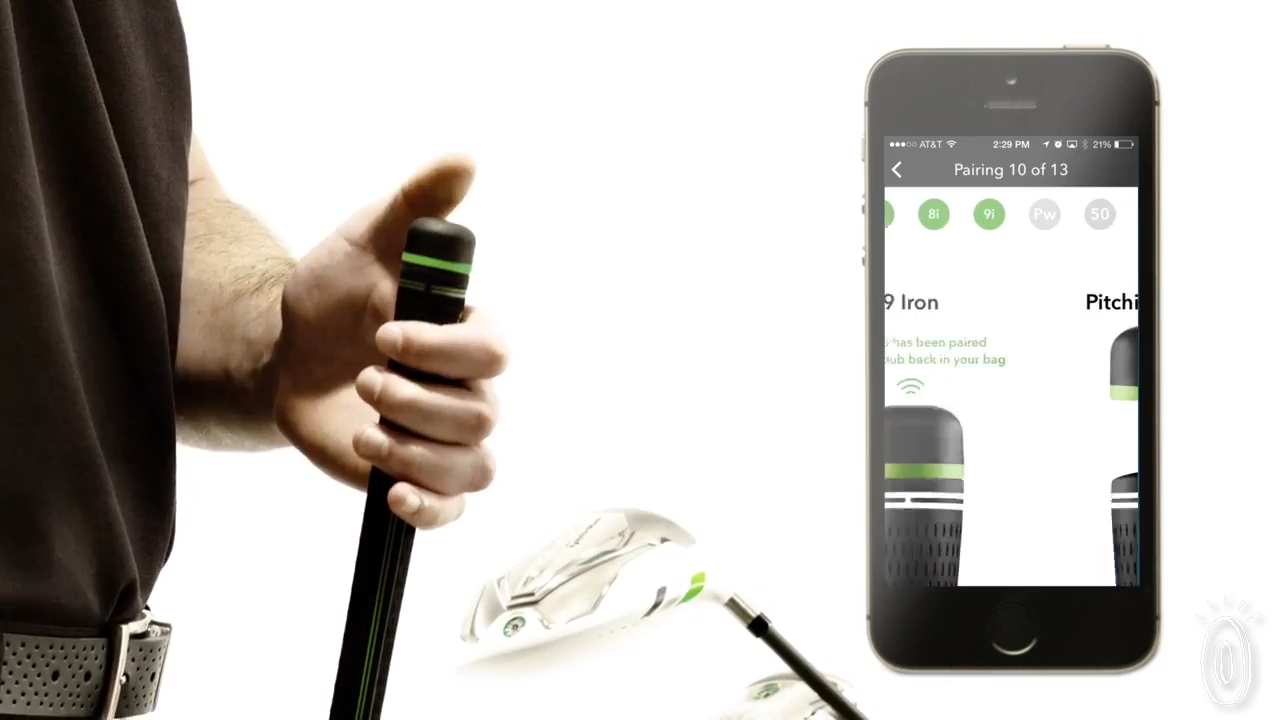 AT&T 2:29 PM 21%
Pairing 10 of 13
8i 9i Pw 50
9 Iron Pitchi
has been paired
back in your bag